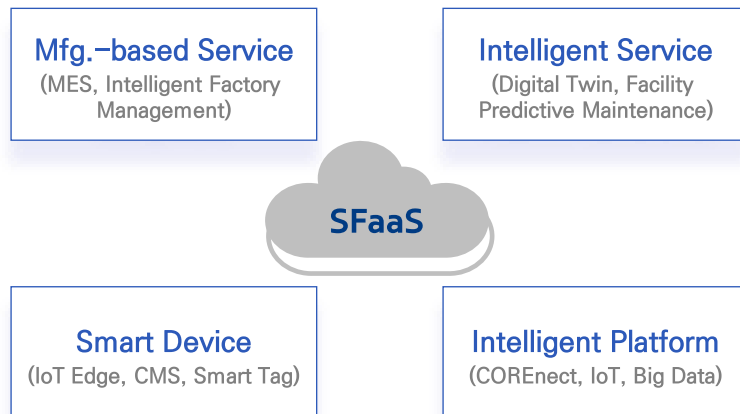 Mfg.-based Service
(MES, Intelligent Factory
Management)
Intelligent Service
(Digital Twin, Facility
Predictive Maintenance)
SFaaS
Smart Device
(IoT Edge, CMS, Smart Tag)
Intelligent Platform
(COREnect, IoT, Big Data)